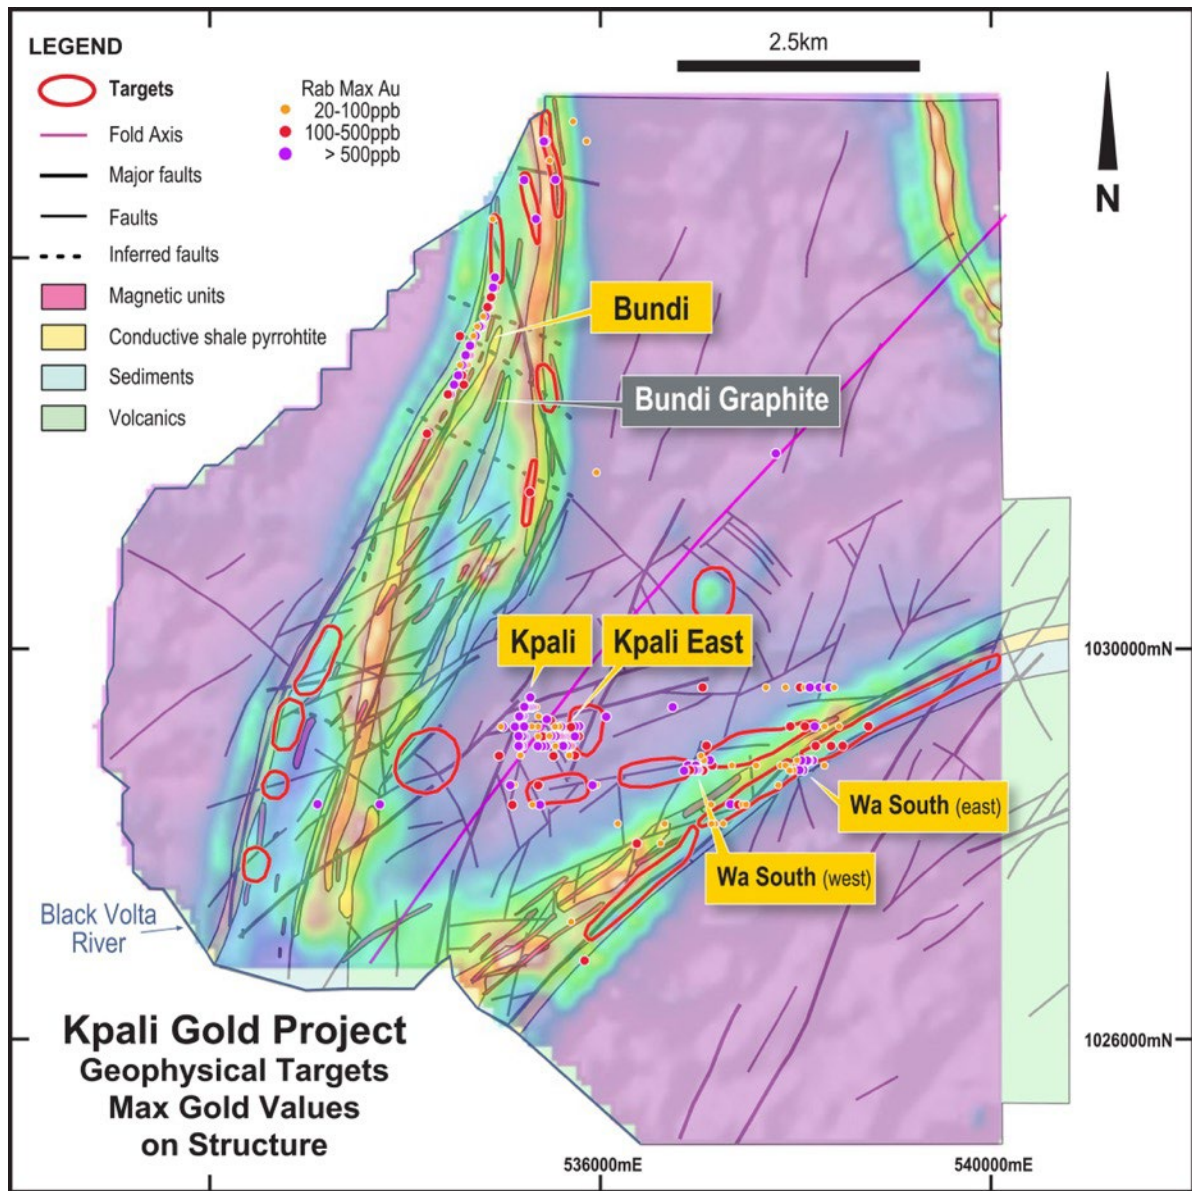 LEGEND
Targets
Fold Axis
Major faults
Faults
Inferred faults
Magnetic units
Conductive shale pyrrohtite
Sediments
Volcanics
Rab Max Au
20-100ppb
100-500ppb
> 500ppb
2.5km
N
Bundi
Bundi Graphite
Kpali
Kpali East
1030000mN
Wa South (east)
Wa South (west)
Black Volta
River
Kpali Gold Project
Geophysical Targets
Max Gold Values
on Structure
1026000mN
536000mE
540000mE